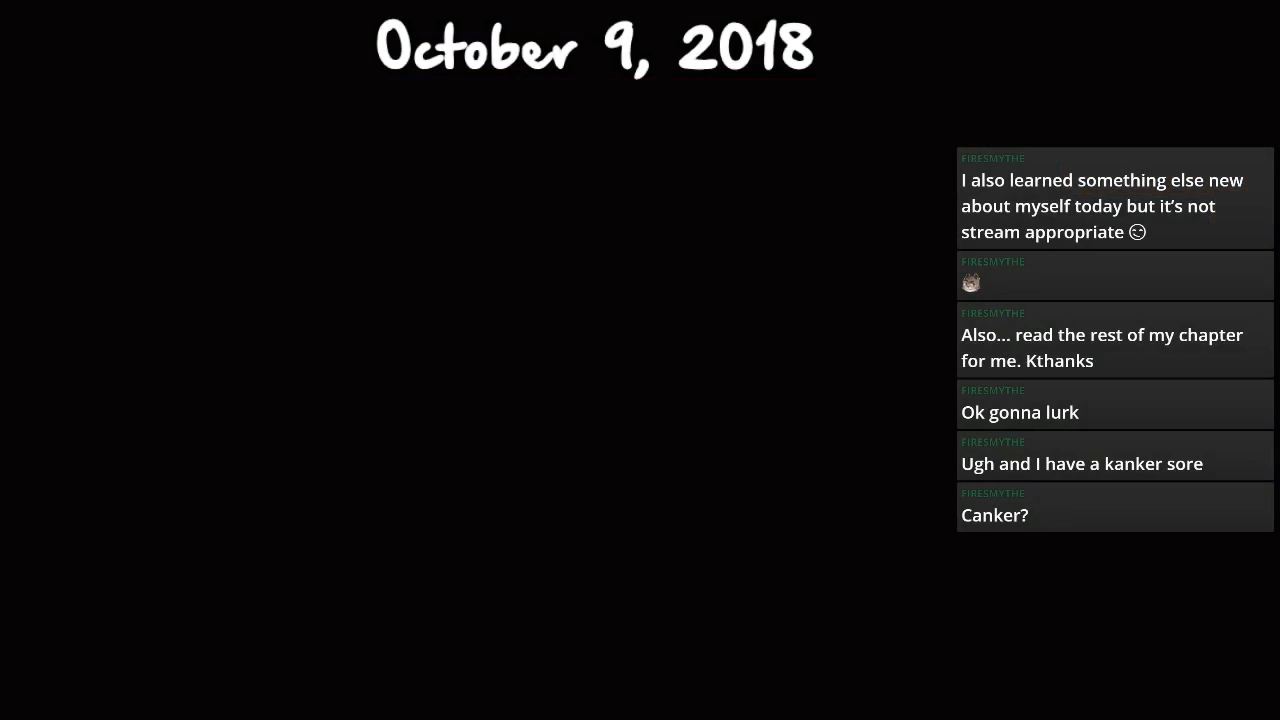 October 9, 2018
FIRESMYTHE
I also learned something else new
about myself today but it’s not
stream appropriate 😏
FIRESMYTHE
FIRESMYTHE
Also... read the rest of my chapter
for me. Kthanks
FIRESMYTHE
Ok gonna lurk
FIRESMYTHE
Ugh and I have a kanker sore
FIRESMYTHE
Canker?